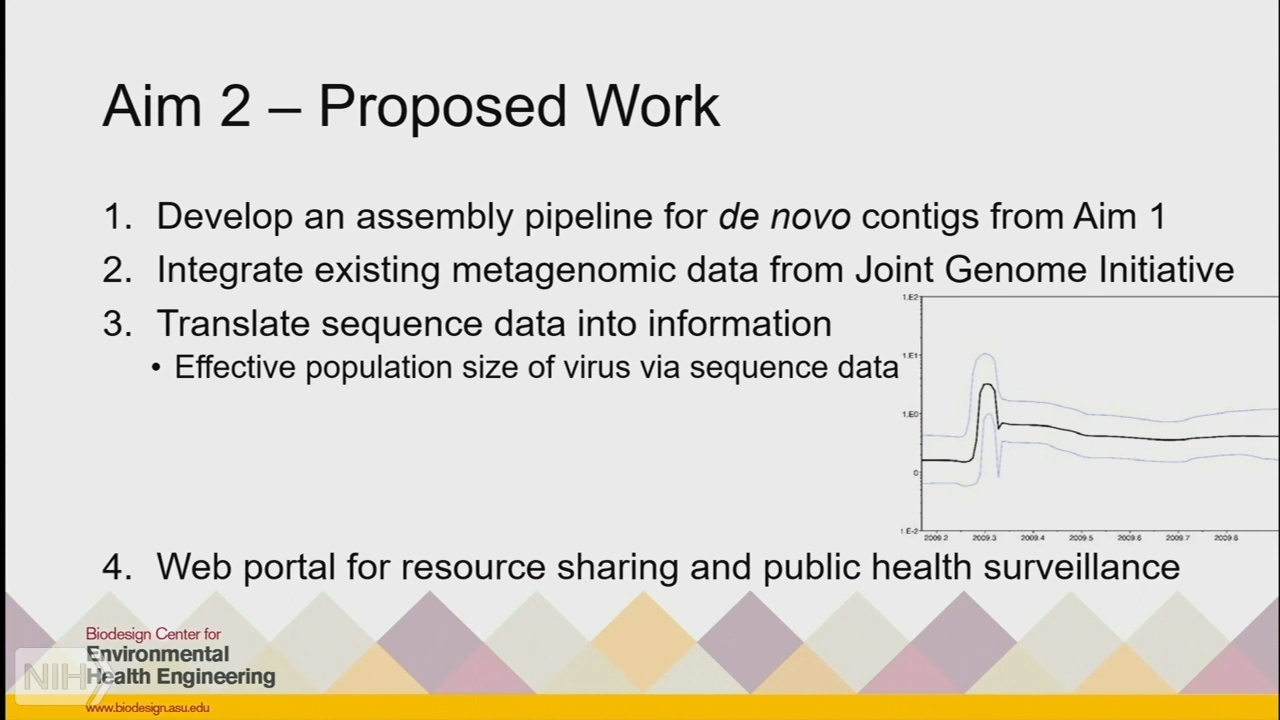 Aim 2 – Proposed Work
1. Develop an assembly pipeline for de novo contigs from Aim 1
2. Integrate existing metagenomic data from Joint Genome Initiative
3. Translate sequence data into information
• Effective population size of virus via sequence data
1.E2
1.E1
1.E0
0
1.E-2
2009.2 2009.3 2009.4 2009.5 2009.6 2009.7 2009.8
4. Web portal for resource sharing and public health surveillance
Biodesign Center for
Environmental
Health Engineering
NIH
www.biodesign.asu.edu